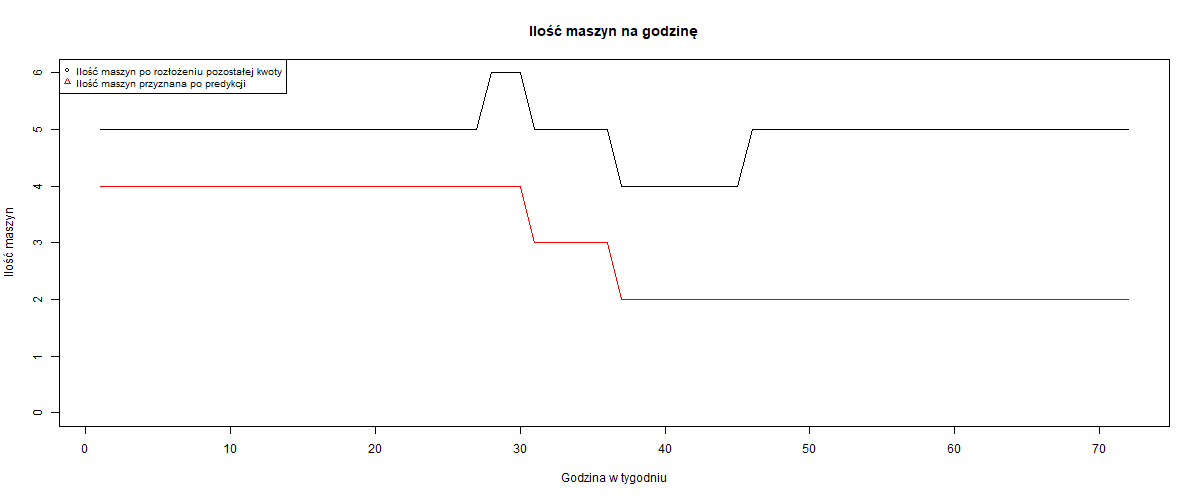 Ilość maszyn na godzinę
Ilość maszyn po rozłożeniu pozostałej kwoty
Ilość maszyn przyznana po predykcji
6
5
4
3
2
1
0
Ilość maszyn
0 10 20 30 40 50 60 70
Godzina w tygodniu